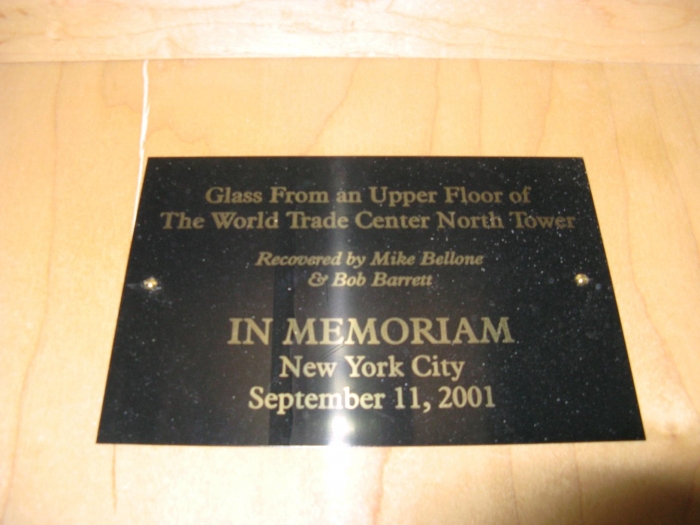 Glass From an Upper Floor of
The World Trade Center North Tower
Recovered by Mike Bellone
& Bob Barrett
IN MEMORIAM
New York City
September 11, 2001